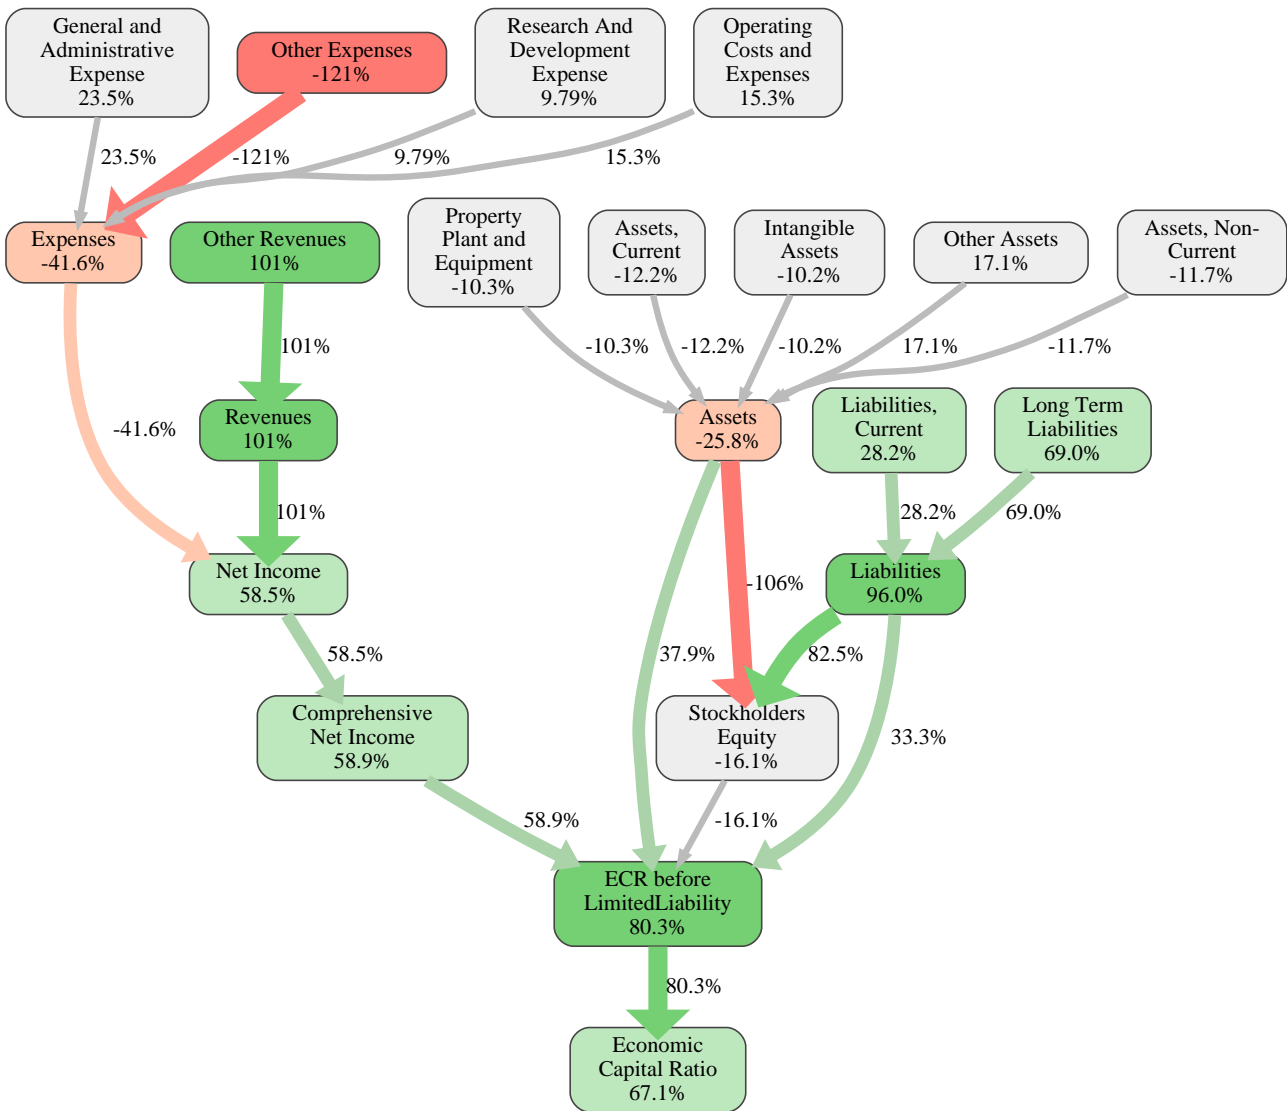 General and
Administrative
Expense
23.5%
Other Expenses
-121%
Research And
Development
Expense
9.79%
Operating
Costs and
Expenses
15.3%
23.5%
-121%
9.79%
15.3%
Expenses
-41.6%
Other Revenues
101%
Property
Plant and
Equipment
-10.3%
Assets,
Current
-12.2%
Intangible
Assets
-10.2%
Other Assets
17.1%
Assets, Non-
Current
-11.7%
101%
-10.3%
-12.2%
-10.2%
17.1%
-11.7%
-41.6%
Revenues
101%
Assets
-25.8%
Liabilities,
Current
28.2%
Long Term
Liabilities
69.0%
101%
28.2%
69.0%
Net Income
58.5%
-106%
Liabilities
96.0%
58.5%
37.9%
82.5%
Comprehensive
Net Income
58.9%
Stockholders
Equity
-16.1%
33.3%
58.9%
-16.1%
ECR before
LimitedLiability
80.3%
80.3%
Economic
Capital Ratio
67.1%